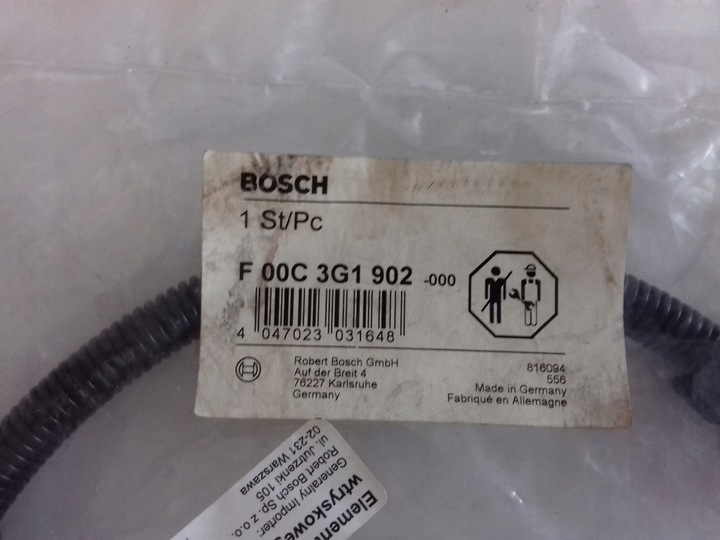 BOSCH
1 St/Pc
F 00C 3G1 902 -000
4 047023 031648
Robert Bosch GmbH
Auf der Breit 4
76227 Karlsruhe
Germany
816094
556
Made in Germany
Fabriqué en Allemagne
Element
wtryskoweg
Generalny importer:
Robert Bosch Sp. z o.o.
ul. Jutrzenki 105
02-231 Warszawa